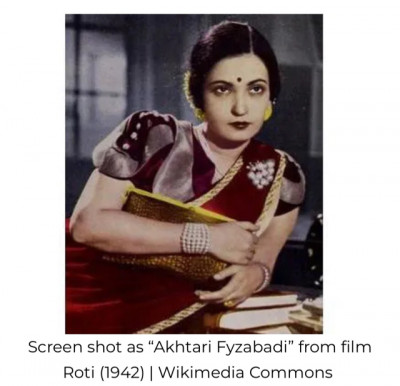 Screen shot as “Akhtari Fyzabadi” from film
Roti (1942) | Wikimedia Commons